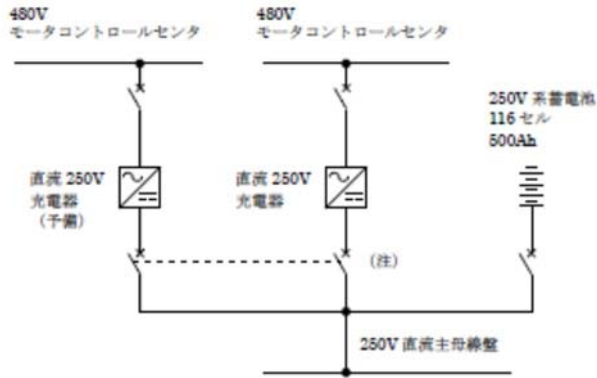 480V
モータコントロールセンタ
480V
モータコントロールセンタ
250V 系蓄電池
116 セル
500Ah
直流 250V
充電器
（予備）
直流 250V
充電器
（注）
250V 直流主母線盤